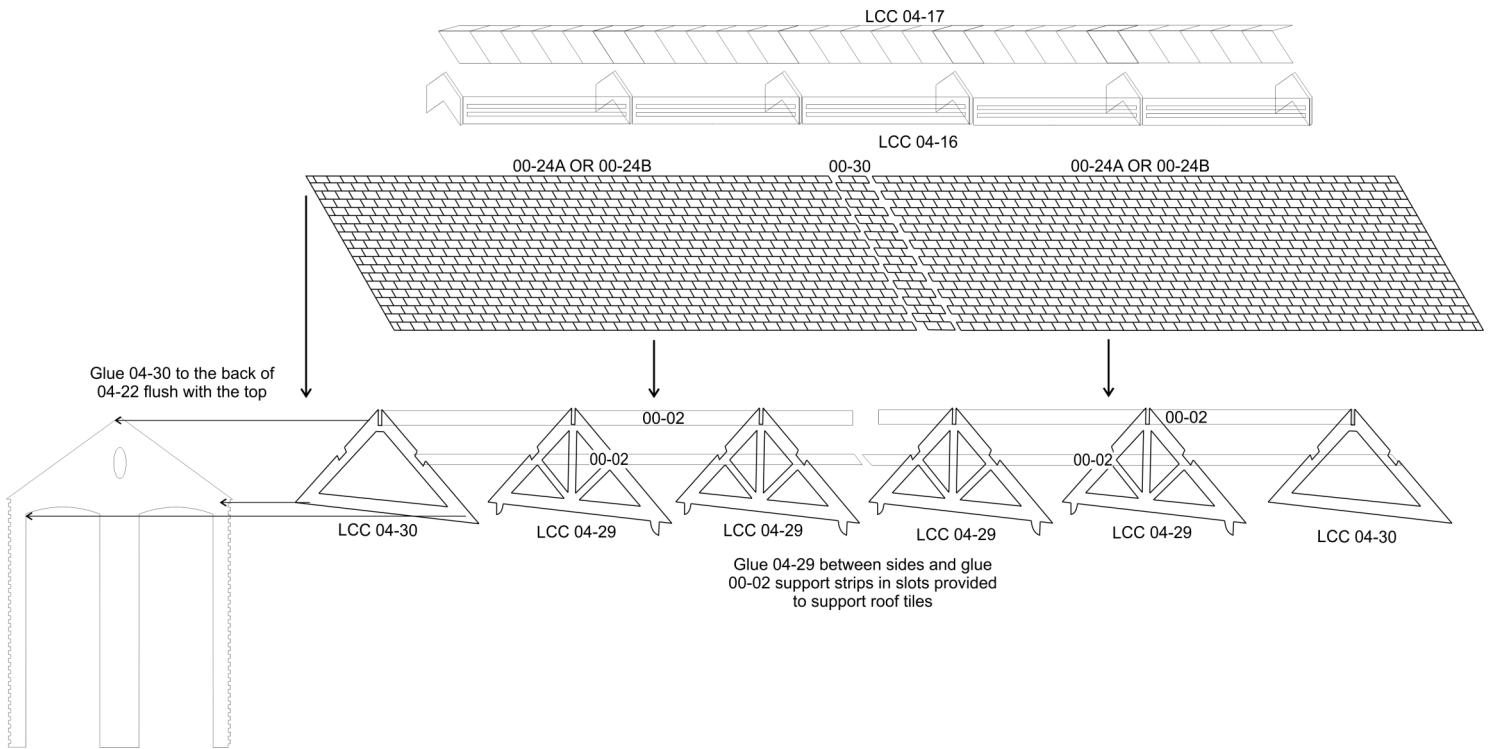 LCC 04-17
LCC 04-16
00-24A OR 00-24B
00-30
00-24A OR 00-24B
Glue 04-30 to the back of
04-22 flush with the top
00-02
00-02
00-02
00-02
LCC 04-30
LCC 04-29
LCC 04-29
LCC 04-29
LCC 04-29
LCC 04-30
Glue 04-29 between sides and glue
00-02 support strips in slots provided
to support roof tiles